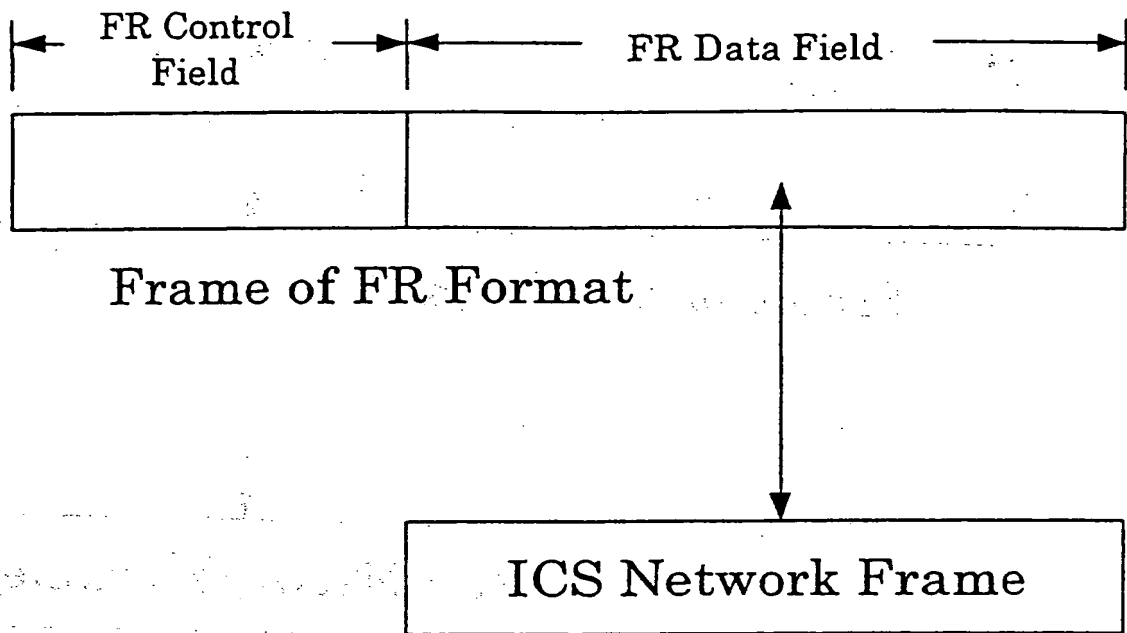 FR Control
Field
FR Data Field
Frame of FR Format
ICS Network Frame